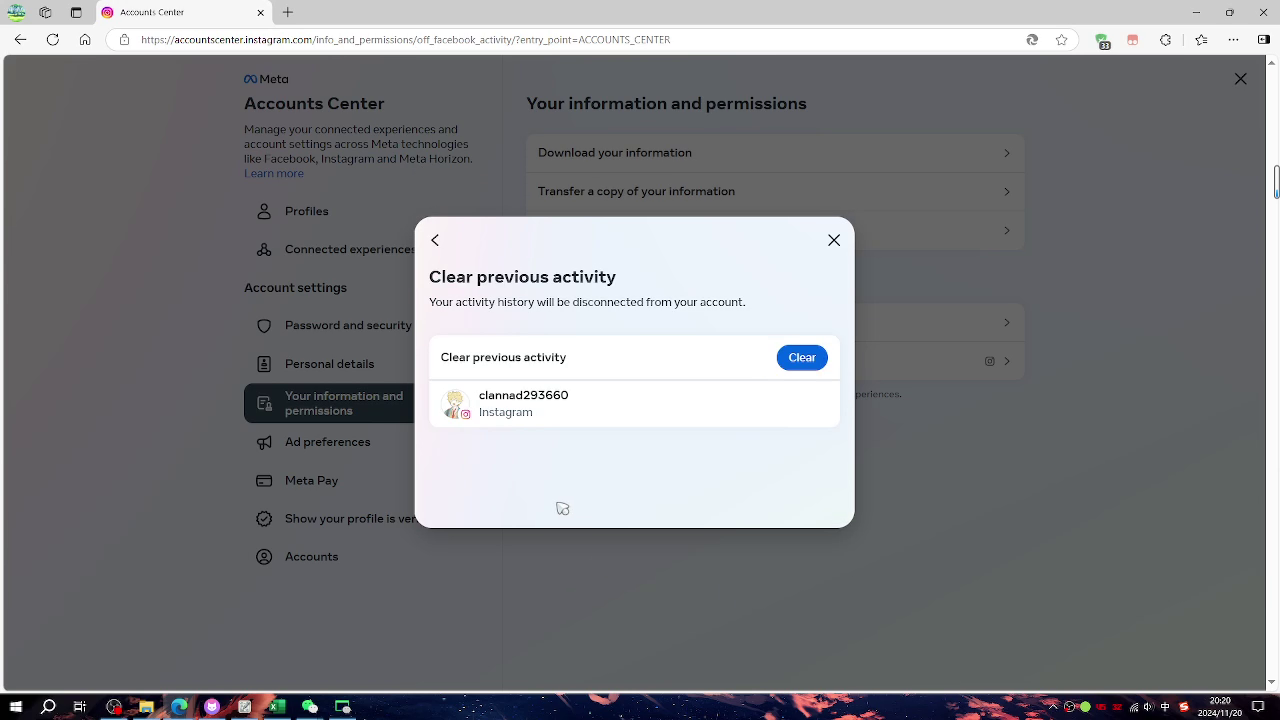 Accounts Center
https://accountscenter.instagram.com/info_and_permissions/off_facebook_activity/?entry_point=ACCOUNTS_CENTER
33
Meta
Accounts Center
Manage your connected experiences and
account settings across Meta technologies
like Facebook, Instagram and Meta Horizon.
Learn more
Profiles
Connected experiences
Account settings
Password and security
Personal details
Your information and
permissions
Ad preferences
Meta Pay
Show your profile is ver
Accounts
Your information and permissions
Download your information
Transfer a copy of your information
periences.
Clear previous activity
Your activity history will be disconnected from your account.
Clear previous activity
Clear
clannad293660
Instagram
中
20:20